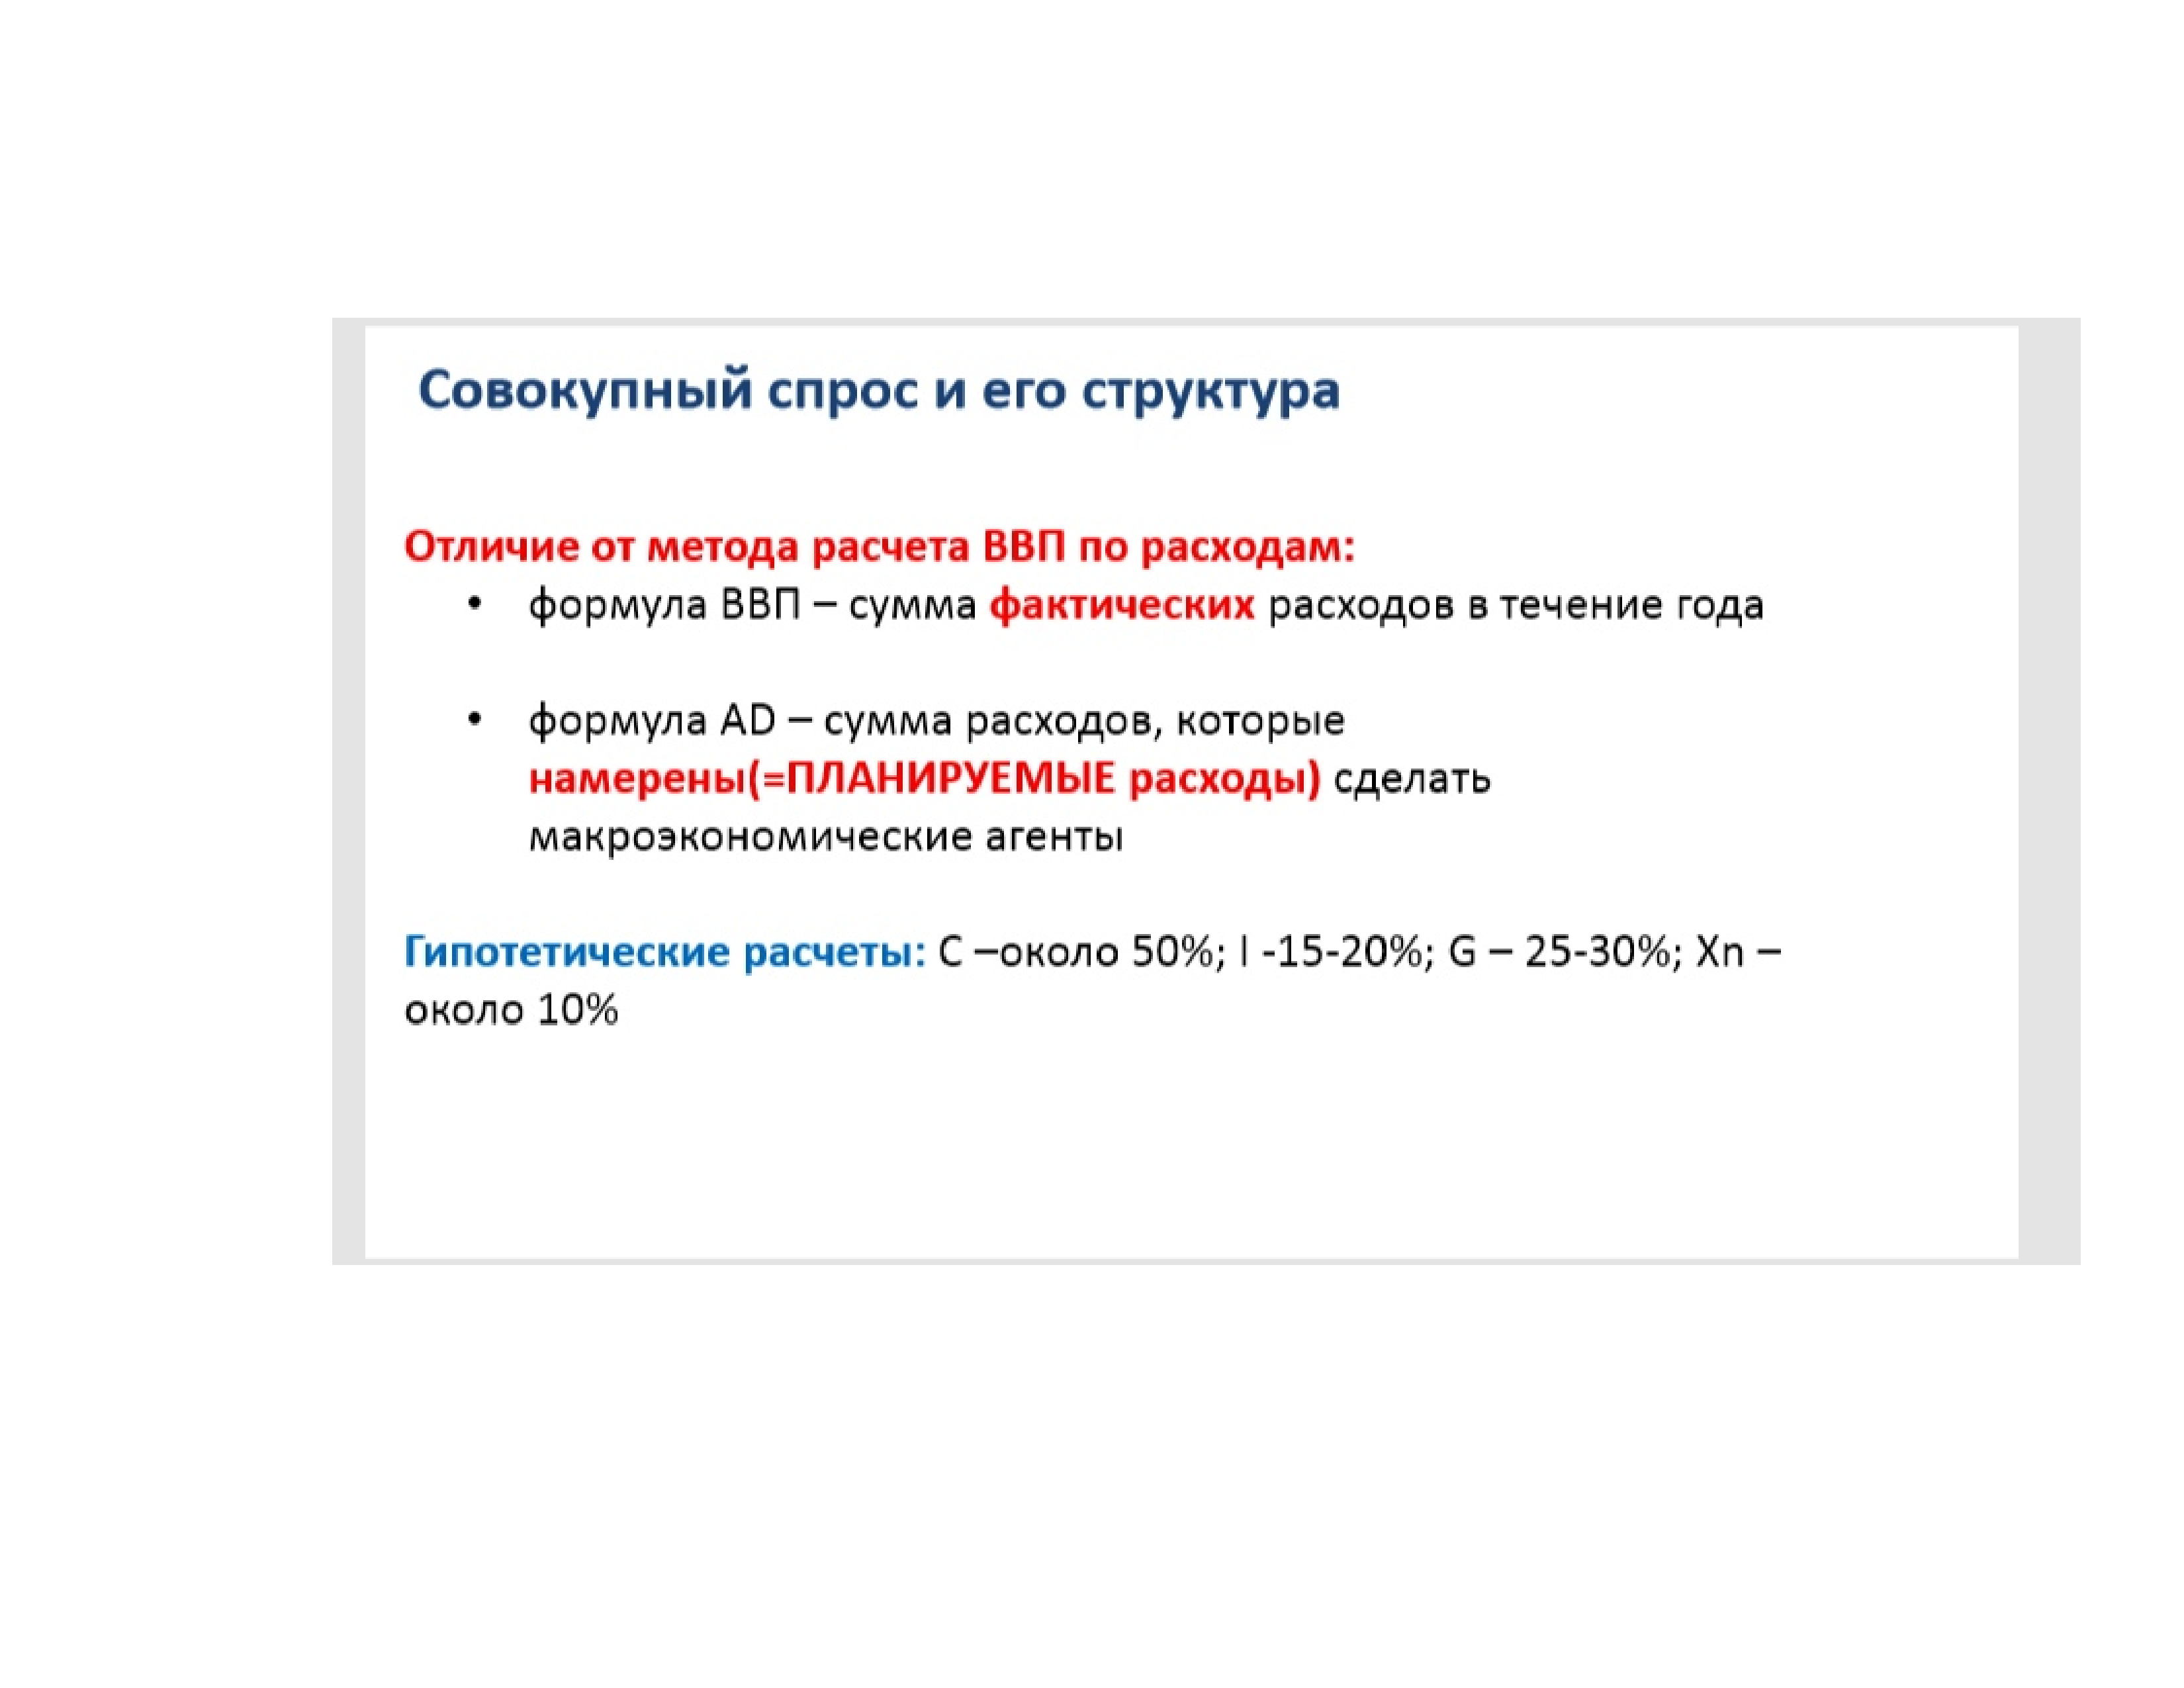 Совокупный спрос и его структура
Отличие от метода расчета ВВП по расходам:
• формула ВВП – сумма фактических расходов в течение года
• формула AD – сумма расходов, которые
намерены(=ПЛАНИРУЕМЫЕ расходы) сделать
макроэкономические агенты
Гипотетические расчеты: С –около 50%; I -15-20%; G – 25-30%; Xn –
около 10%